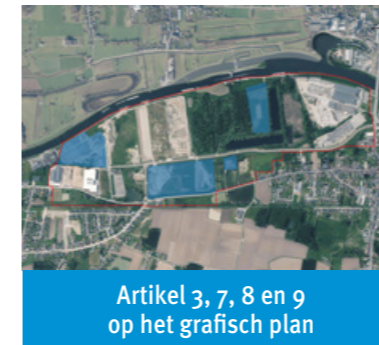 Artikel 3, 7, 8 en 9
op het grafisch plan